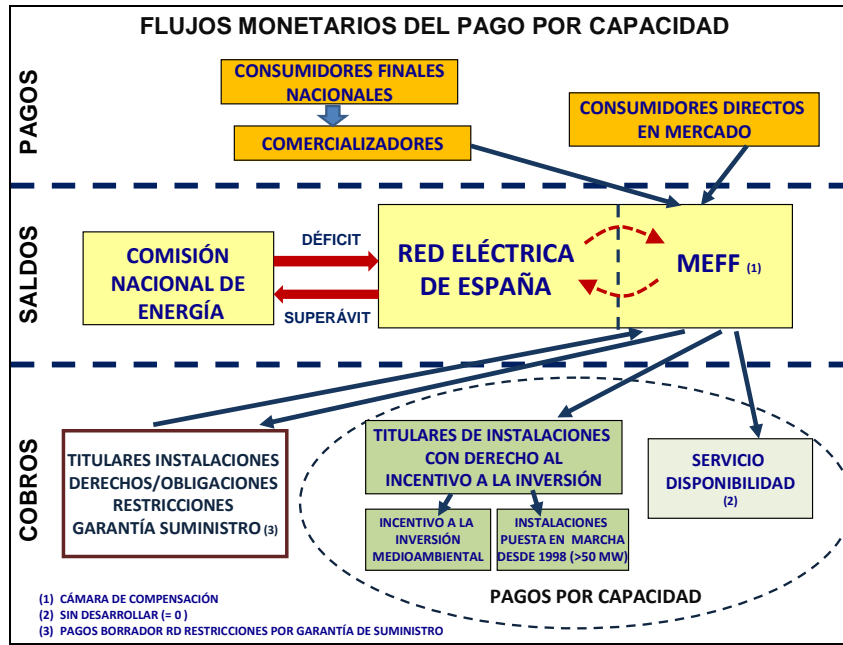 FLUJOS MONETARIOS DEL PAGO POR CAPACIDAD
PAGOS
CONSUMIDORES FINALES
NACIONALES
COMERCIALIZADORES
CONSUMIDORES DIRECTOS
EN MERCADO
SALDOS
COMISIÓN
NACIONAL DE
ENERGÍA
DÉFICIT
SUPERÁVIT
RED ELÉCTRICA
DE ESPAÑA
MEFF (1)
COBROS
TITULARES INSTALACIONES
DERECHOS/OBLIGACIONES
RESTRICCIONES
GARANTÍA SUMINISTRO (3)
TITULARES DE INSTALACIONES
CON DERECHO AL
INCENTIVO A LA INVERSIÓN
INCENTIVO A LA
INVERSIÓN
MEDIOAMBIENTAL
INSTALACIONES
PUESTA EN MARCHA
DESDE 1998 (>50 MW)
SERVICIO
DISPONIBILIDAD
(2)
PAGOS POR CAPACIDAD
(1) CÁMARA DE COMPENSACIÓN
(2) SIN DESARROLLAR (= 0 )
(3) PAGOS BORRADOR RD RESTRICCIONES POR GARANTÍA DE SUMINISTRO